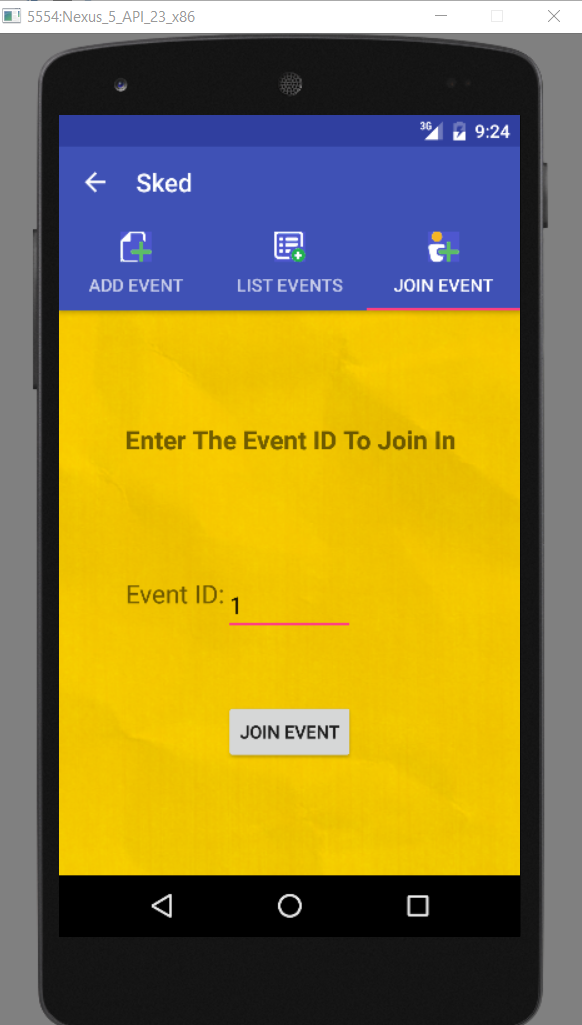 5554:Nexus_5_API_23_x86
3G 9:24
Sked
ADD EVENT LIST EVENTS JOIN EVENT
Enter The Event ID To Join In
Event ID: 1
JOIN EVENT